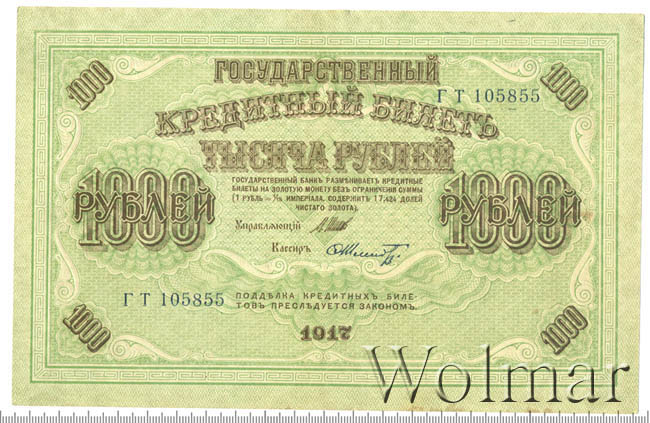 1000
ГОСУДАРСТВЕННЫЙ
1000
ГТ 105855
КРЕДИТНЫЙ БИЛЕТЪ
ТЫСЯЧА РУБЛЕЙ
1000
РУБЛЕЙ
1000
РУБЛЕЙ
ГОСУДАРСТВЕННЫЙ БАНКЪ РАЗМѢНИВАЕТЪ КРЕДИТНЫЕ
БИЛЕТЫ НА ЗОЛОТУЮ МОНЕТУ БЕЗЪ ОГРАНИЧЕНІЯ СУММЫ
(1 РУБЛЬ = 1/15 ИМПЕРІАЛА, СОДЕРЖИТЪ 17,424 ДОЛЕЙ
ЧИСТАГО ЗОЛОТА).
Управляющій
Кассиръ
ГТ 105855
ПОДДѢЛКА КРЕДИТНЫХЪ БИЛЕ-
ТОВЪ ПРЕСЛѢДУЕТСЯ ЗАКОНОМЪ.
1000
1917
1000
Wolmar